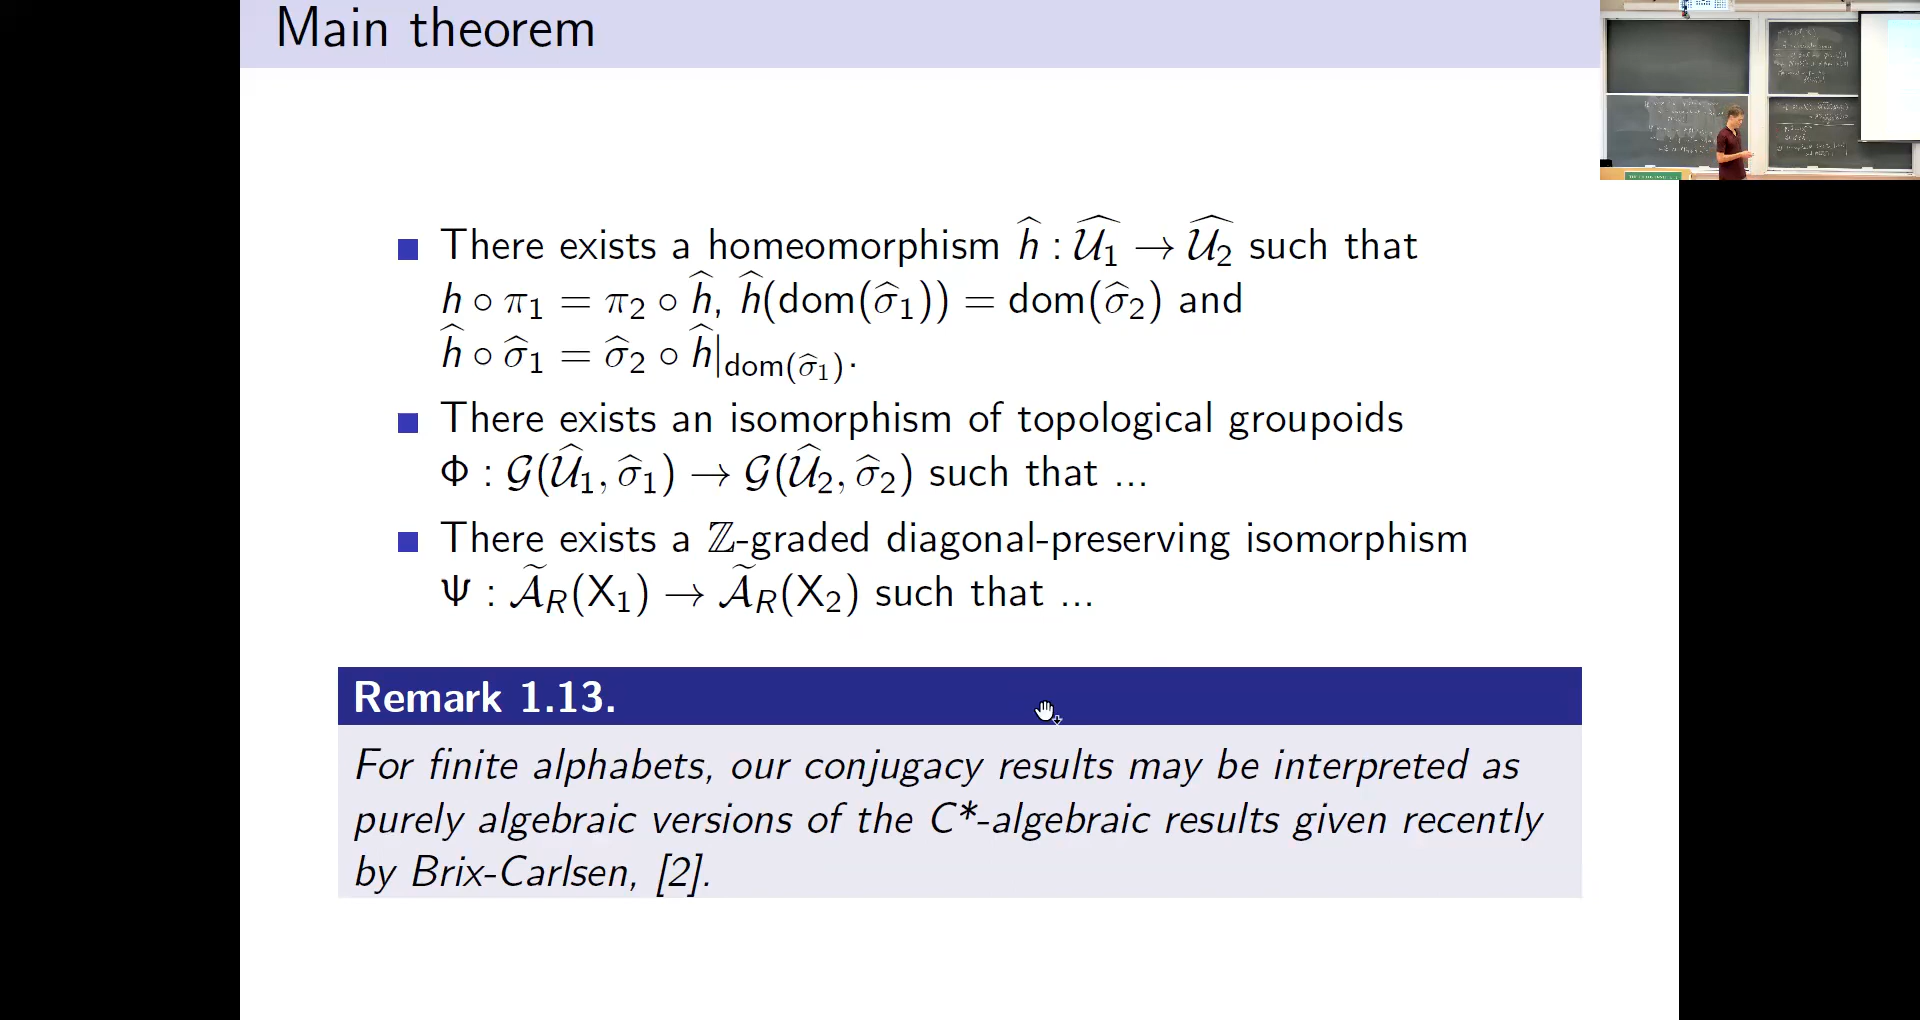 Main theorem
There exists a homeomorphism ĥ : 𝒰̂₁ → 𝒰̂₂ such that
h ∘ π₁ = π₂ ∘ ĥ, ĥ(dom(σ̂₁)) = dom(σ̂₂) and
ĥ ∘ σ̂₁ = σ̂₂ ∘ ĥ|dom(σ̂₁).
There exists an isomorphism of topological groupoids
Φ : 𝒢(𝒰̂₁, σ̂₁) → 𝒢(𝒰̂₂, σ̂₂) such that ...
There exists a ℤ-graded diagonal-preserving isomorphism
Ψ : 𝒜̃_R(X₁) → 𝒜̃_R(X₂) such that ...
Remark 1.13.
For finite alphabets, our conjugacy results may be interpreted as
purely algebraic versions of the C*-algebraic results given recently
by Brix-Carlsen, [2].